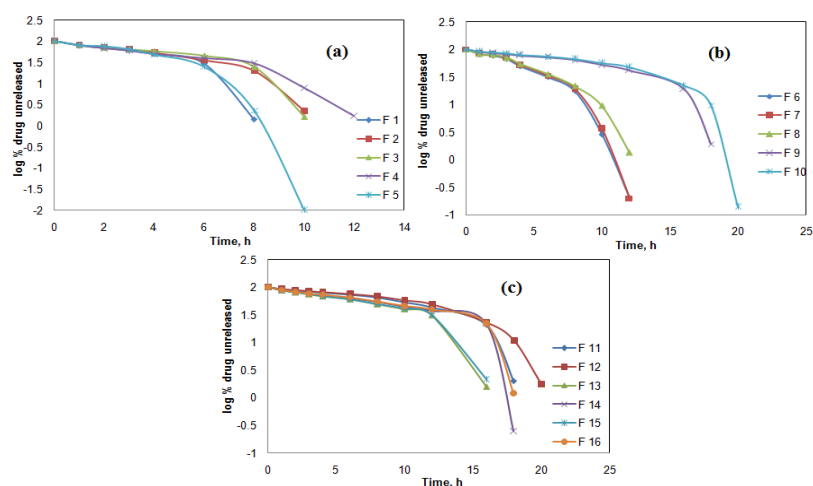 (a)
log % drug unreleased
2.5
2
1.5
1
0.5
0
-0.5
-1
-1.5
-2
0 2 4 6 8 10 12 14
Time, h
F 1
F 2
F 3
F 4
F 5
(b)
log % drug unreleased
2.5
2
1.5
1
0.5
0
-0.5
-1
0 5 10 15 20 25
Time, h
F 6
F 7
F 8
F 9
F 10
(c)
log % drug unreleased
2.5
2
1.5
1
0.5
0
-0.5
-1
0 5 10 15 20 25
Time, h
F 11
F 12
F 13
F 14
F 15
F 16